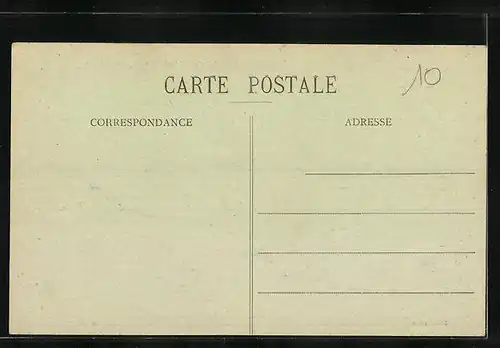 CARTE POSTALE
10
CORRESPONDANCE
ADRESSE